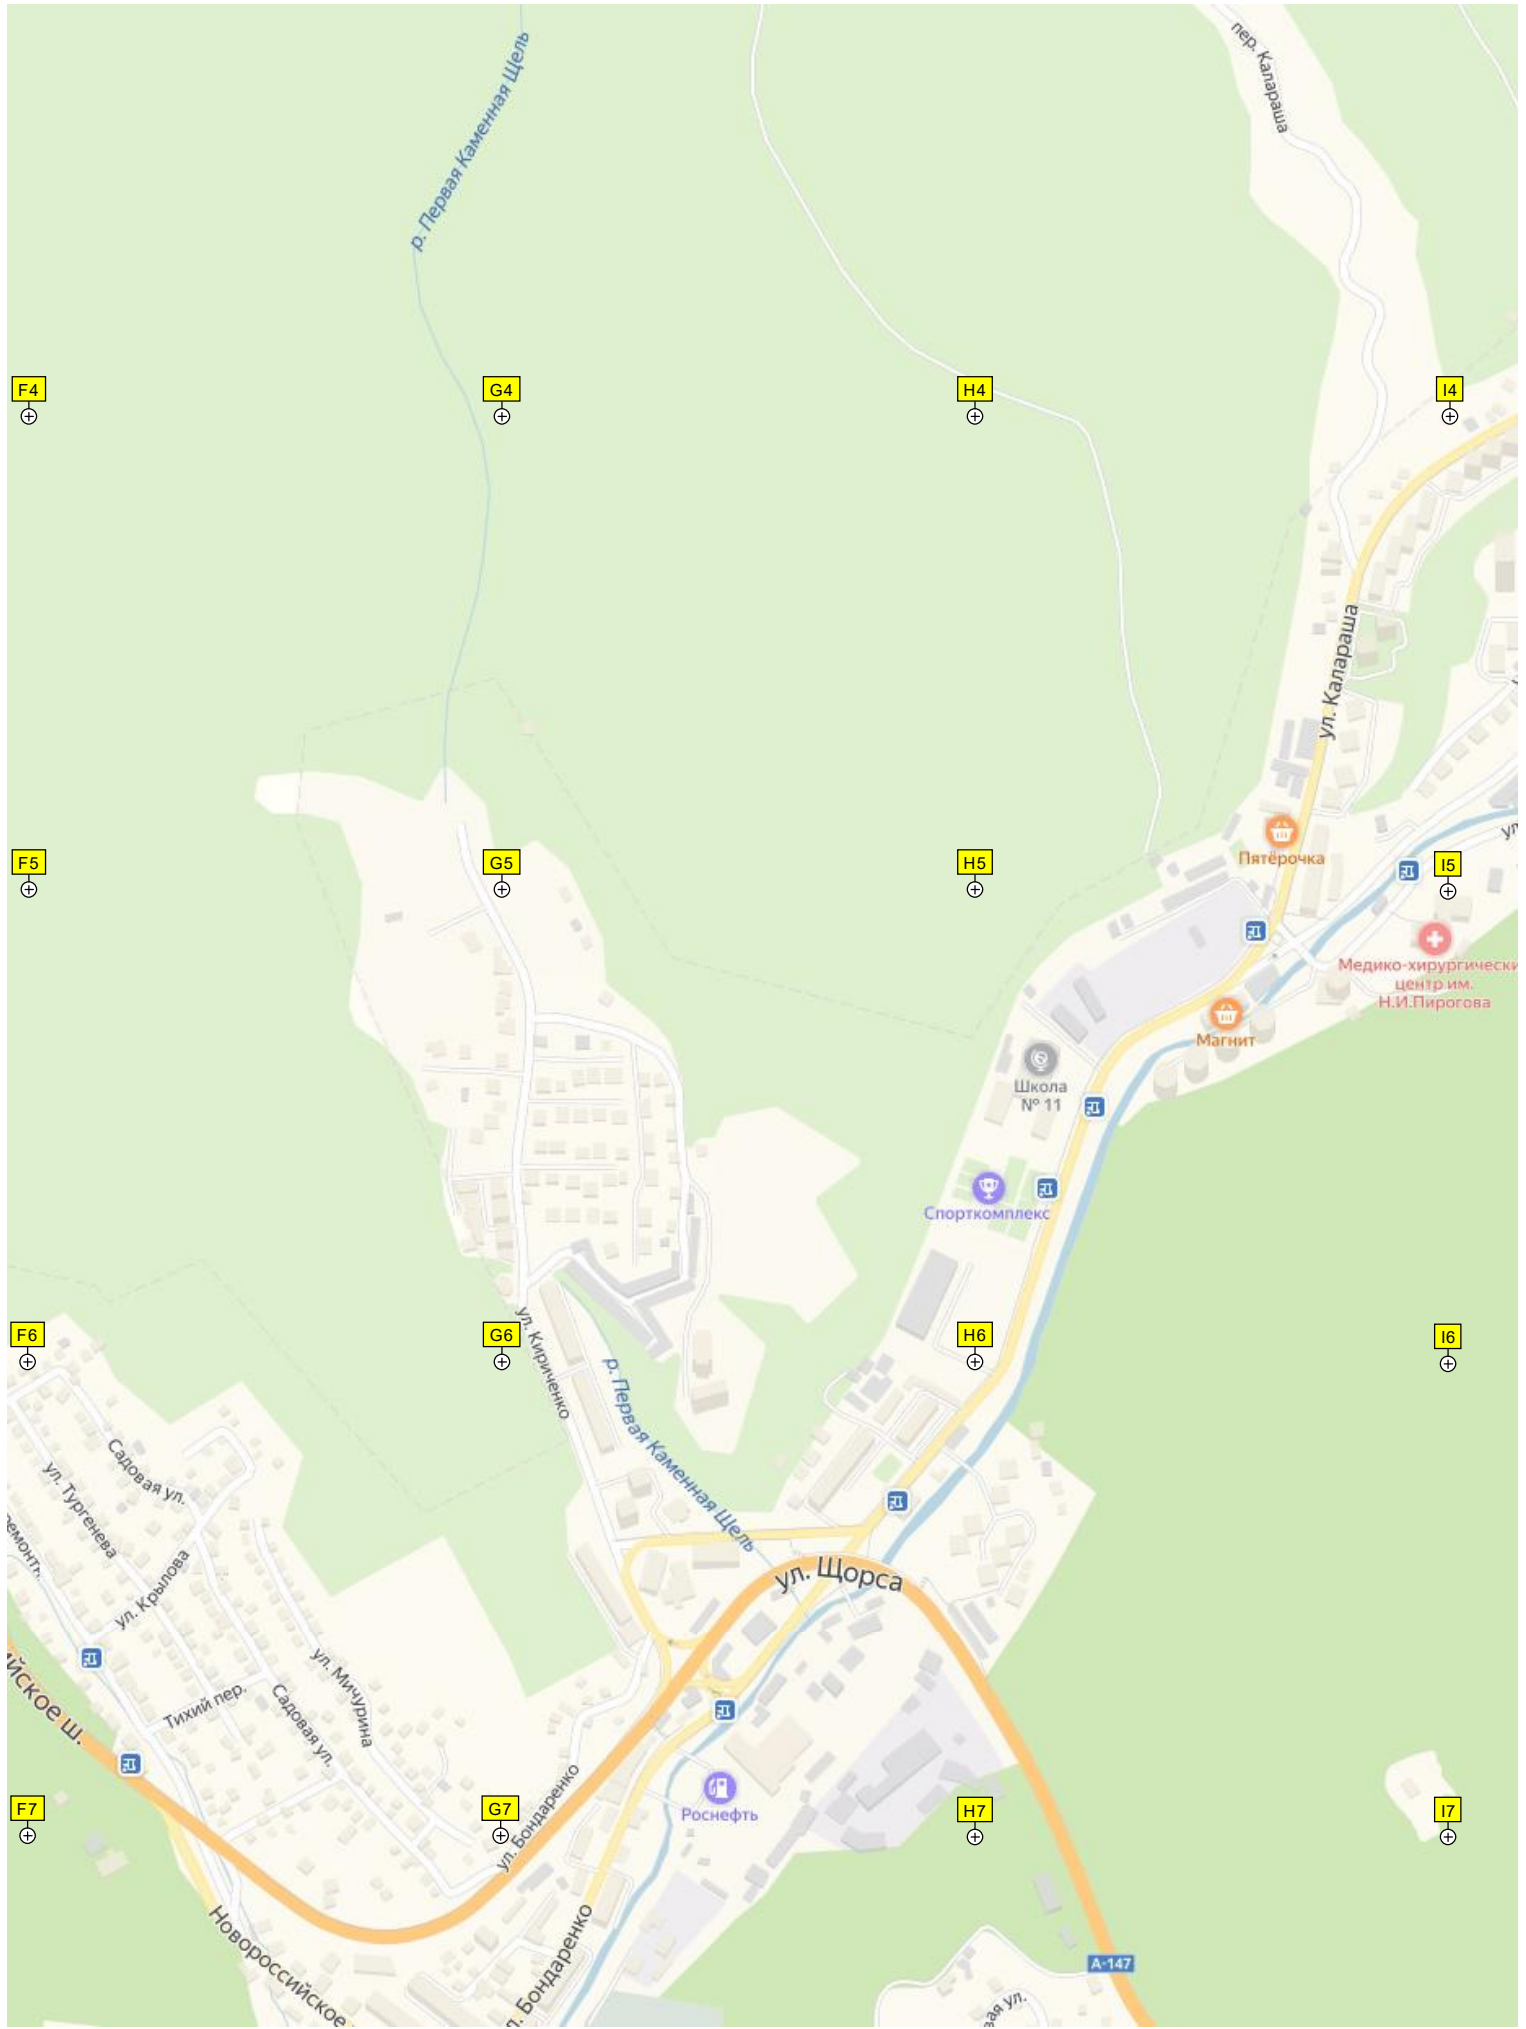 пер. Калараша
р. Первая Каменная Щель
F4
G4
H4
I4
ул. Калараша
Пятёрочка
F5
G5
H5
I5
Медико-хирургически
центр им.
Н.И.Пирогова
Магнит
Школа
№ 11
Спорткомплекс
F6
G6
H6
I6
ул. Кириченко
р. Первая Каменная Щель
Садовая ул.
ул. Тургенева
ул. Крылова
ул. Щорса
ул. Мичурина
Тихий пер.
Садовая ул.
йское ш.
Роснефть
F7
G7
H7
I7
ул. Бондаренко
Новороссийское
л. Бондаренко
А-147
вая ул.